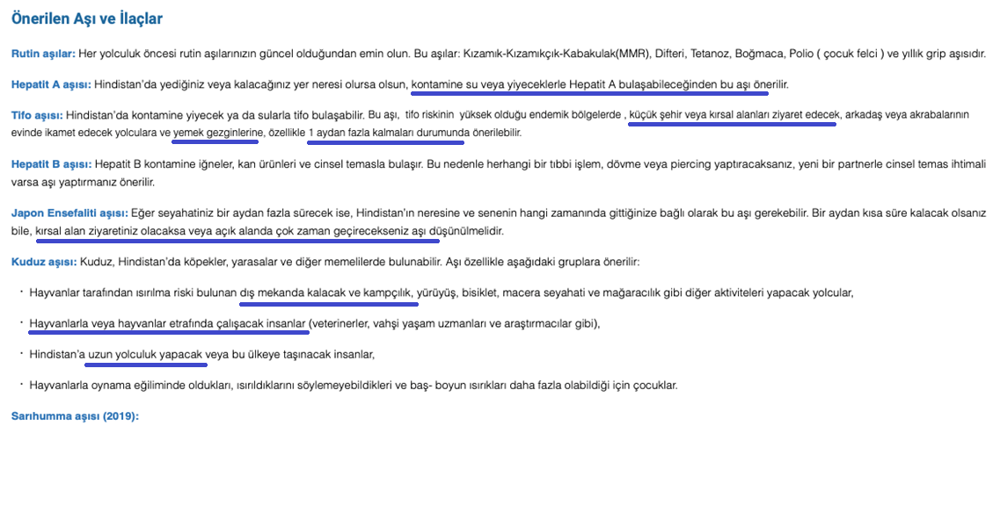 Önerilen Aşı ve İlaçlar
Rutin aşılar: Her yolculuk öncesi rutin aşılarınızın güncel olduğundan emin olun. Bu aşılar: Kızamık-Kızamıkçık-Kabakulak(MMR), Difteri, Tetanoz, Boğmaca, Polio ( çocuk felci ) ve yıllık grip aşısıdır.
Hepatit A aşısı: Hindistan’da yediğiniz veya kalacağınız yer neresi olursa olsun, kontamine su veya yiyeceklerle Hepatit A bulaşabileceğinden bu aşı önerilir.
Tifo aşısı: Hindistan’da kontamine yiyecek ya da sularla tifo bulaşabilir. Bu aşı, tifo riskinin yüksek olduğu endemik bölgelerde , küçük şehir veya kırsal alanları ziyaret edecek, arkadaş veya akrabalarının
evinde ikamet edecek yolculara ve yemek gezginlerine, özellikle 1 aydan fazla kalmaları durumunda önerilebilir.
Hepatit B aşısı: Hepatit B kontamine iğneler, kan ürünleri ve cinsel temasla bulaşır. Bu nedenle herhangi bir tıbbi işlem, dövme veya piercing yaptıracaksanız, yeni bir partnerle cinsel temas ihtimali
varsa aşı yaptırmanız önerilir.
Japon Ensefaliti aşısı: Eğer seyahatiniz bir aydan fazla sürecek ise, Hindistan’ın neresine ve senenin hangi zamanında gittiğinize bağlı olarak bu aşı gerekebilir. Bir aydan kısa süre kalacak olsanız
bile, kırsal alan ziyaretiniz olacaksa veya açık alanda çok zaman geçirecekseniz aşı düşünülmelidir.
Kuduz aşısı: Kuduz, Hindistan’da köpekler, yarasalar ve diğer memelilerde bulunabilir. Aşı özellikle aşağıdaki gruplara önerilir:
· Hayvanlar tarafından ısırılma riski bulunan dış mekanda kalacak ve kampçılık, yürüyüş, bisiklet, macera seyahati ve mağaracılık gibi diğer aktiviteleri yapacak yolcular,
· Hayvanlarla veya hayvanlar etrafında çalışacak insanlar (veterinerler, vahşi yaşam uzmanları ve araştırmacılar gibi),
· Hindistan’a uzun yolculuk yapacak veya bu ülkeye taşınacak insanlar,
· Hayvanlarla oynama eğiliminde oldukları, ısırıldıklarını söylemeyebildikleri ve baş- boyun ısırıkları daha fazla olabildiği için çocuklar.
Sarıhumma aşısı (2019):